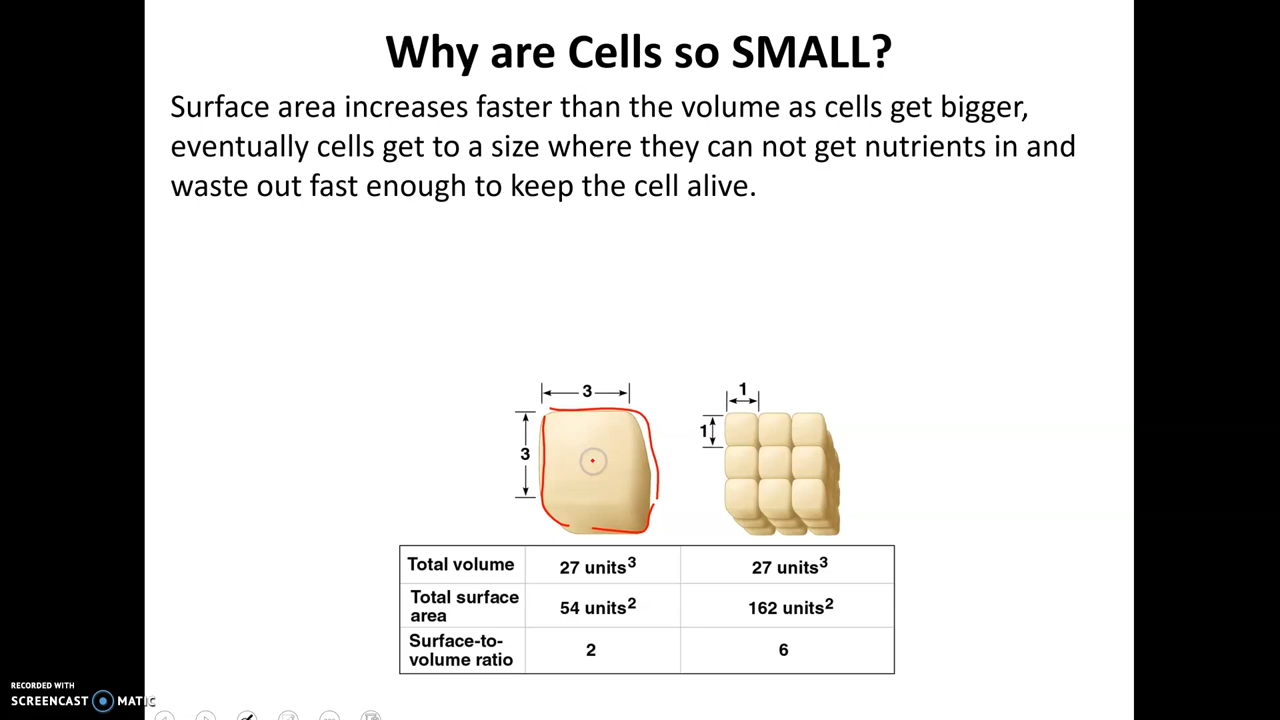 Why are Cells so SMALL?
Surface area increases faster than the volume as cells get bigger,
eventually cells get to a size where they can not get nutrients in and
waste out fast enough to keep the cell alive.
3
1
3
1
Total volume 27 units³ 27 units³
Total surface area 54 units² 162 units²
Surface-to-volume ratio 2 6
RECORDED WITH
SCREENCAST MATIC